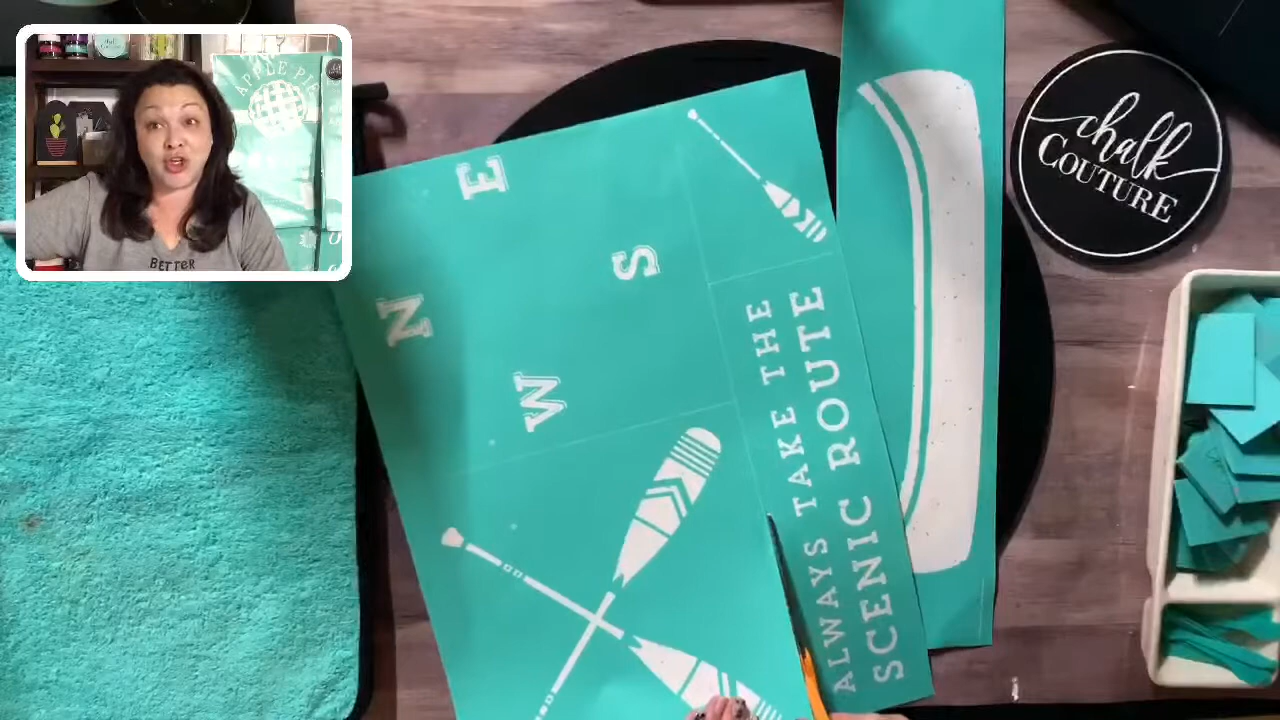 APPLE PIE
BETTER
N E
W S
ALWAYS TAKE THE
SCENIC ROUTE
chalk
COUTURE